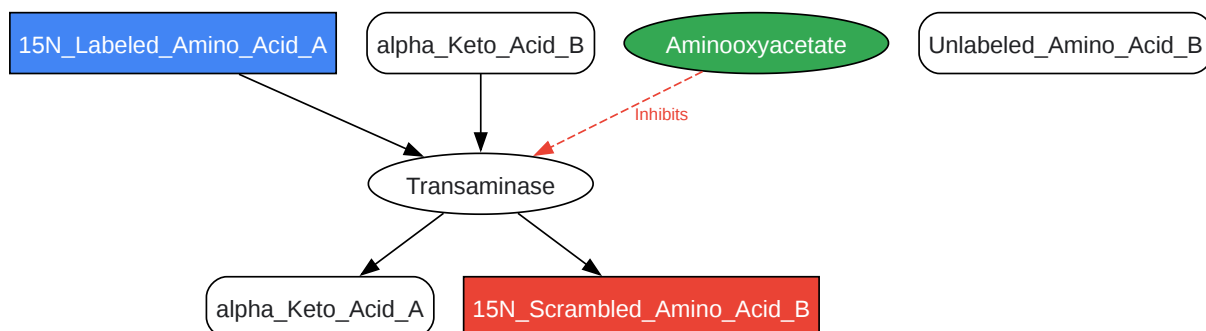 15N_Labeled_Amino_Acid_A
alpha_Keto_Acid_B
Aminooxyacetate
Unlabeled_Amino_Acid_B
Inhibits
Transaminase
alpha_Keto_Acid_A
15N_Scrambled_Amino_Acid_B